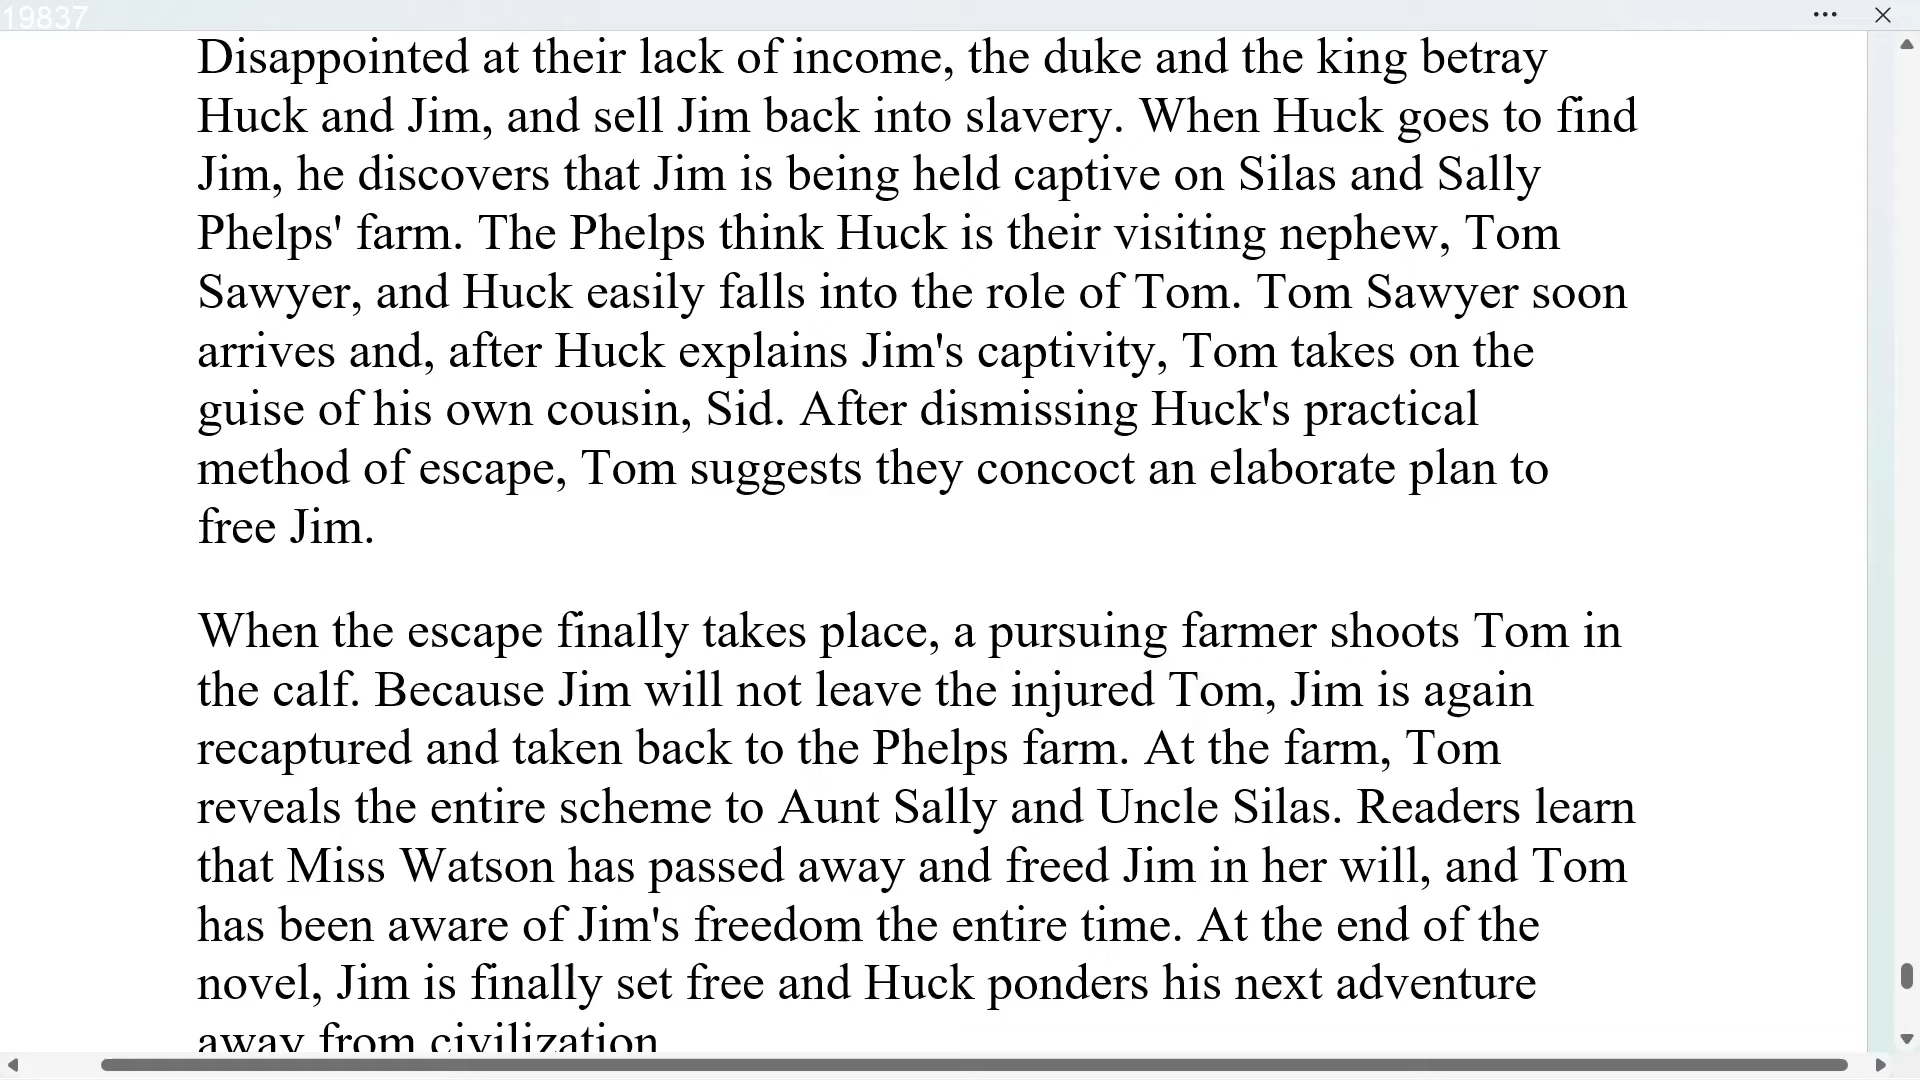 19837
Disappointed at their lack of income, the duke and the king betray
Huck and Jim, and sell Jim back into slavery. When Huck goes to find
Jim, he discovers that Jim is being held captive on Silas and Sally
Phelps' farm. The Phelps think Huck is their visiting nephew, Tom
Sawyer, and Huck easily falls into the role of Tom. Tom Sawyer soon
arrives and, after Huck explains Jim's captivity, Tom takes on the
guise of his own cousin, Sid. After dismissing Huck's practical
method of escape, Tom suggests they concoct an elaborate plan to
free Jim.
When the escape finally takes place, a pursuing farmer shoots Tom in
the calf. Because Jim will not leave the injured Tom, Jim is again
recaptured and taken back to the Phelps farm. At the farm, Tom
reveals the entire scheme to Aunt Sally and Uncle Silas. Readers learn
that Miss Watson has passed away and freed Jim in her will, and Tom
has been aware of Jim's freedom the entire time. At the end of the
novel, Jim is finally set free and Huck ponders his next adventure
away from civilization